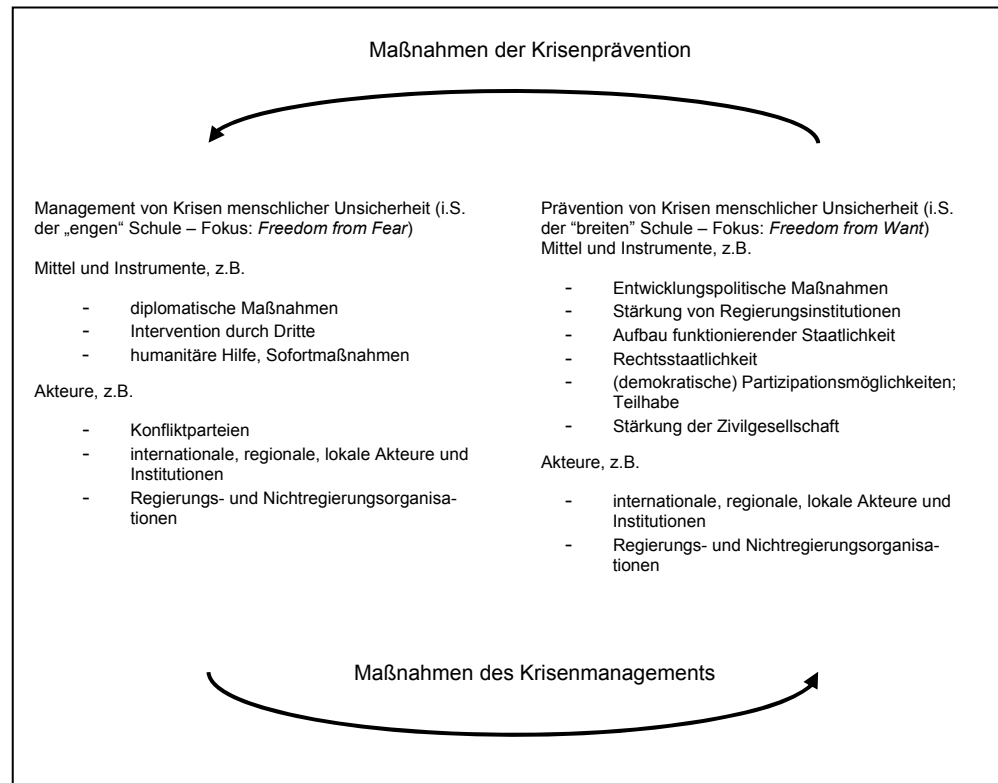 Maßnahmen der Krisenprävention
Management von Krisen menschlicher Unsicherheit (i.S.
der „engen“ Schule – Fokus: Freedom from Fear)
Mittel und Instrumente, z.B.
- diplomatische Maßnahmen
- Intervention durch Dritte
- humanitäre Hilfe, Sofortmaßnahmen
Akteure, z.B.
- Konfliktparteien
- internationale, regionale, lokale Akteure und
Institutionen
- Regierungs- und Nichtregierungsorganisa-
tionen
Prävention von Krisen menschlicher Unsicherheit (i.S.
der “breiten” Schule – Fokus: Freedom from Want)
Mittel und Instrumente, z.B.
- Entwicklungspolitische Maßnahmen
- Stärkung von Regierungsinstitutionen
- Aufbau funktionierender Staatlichkeit
- Rechtsstaatlichkeit
- (demokratische) Partizipationsmöglichkeiten;
Teilhabe
- Stärkung der Zivilgesellschaft
Akteure, z.B.
- internationale, regionale, lokale Akteure und
Institutionen
- Regierungs- und Nichtregierungsorganisa-
tionen
Maßnahmen des Krisenmanagements